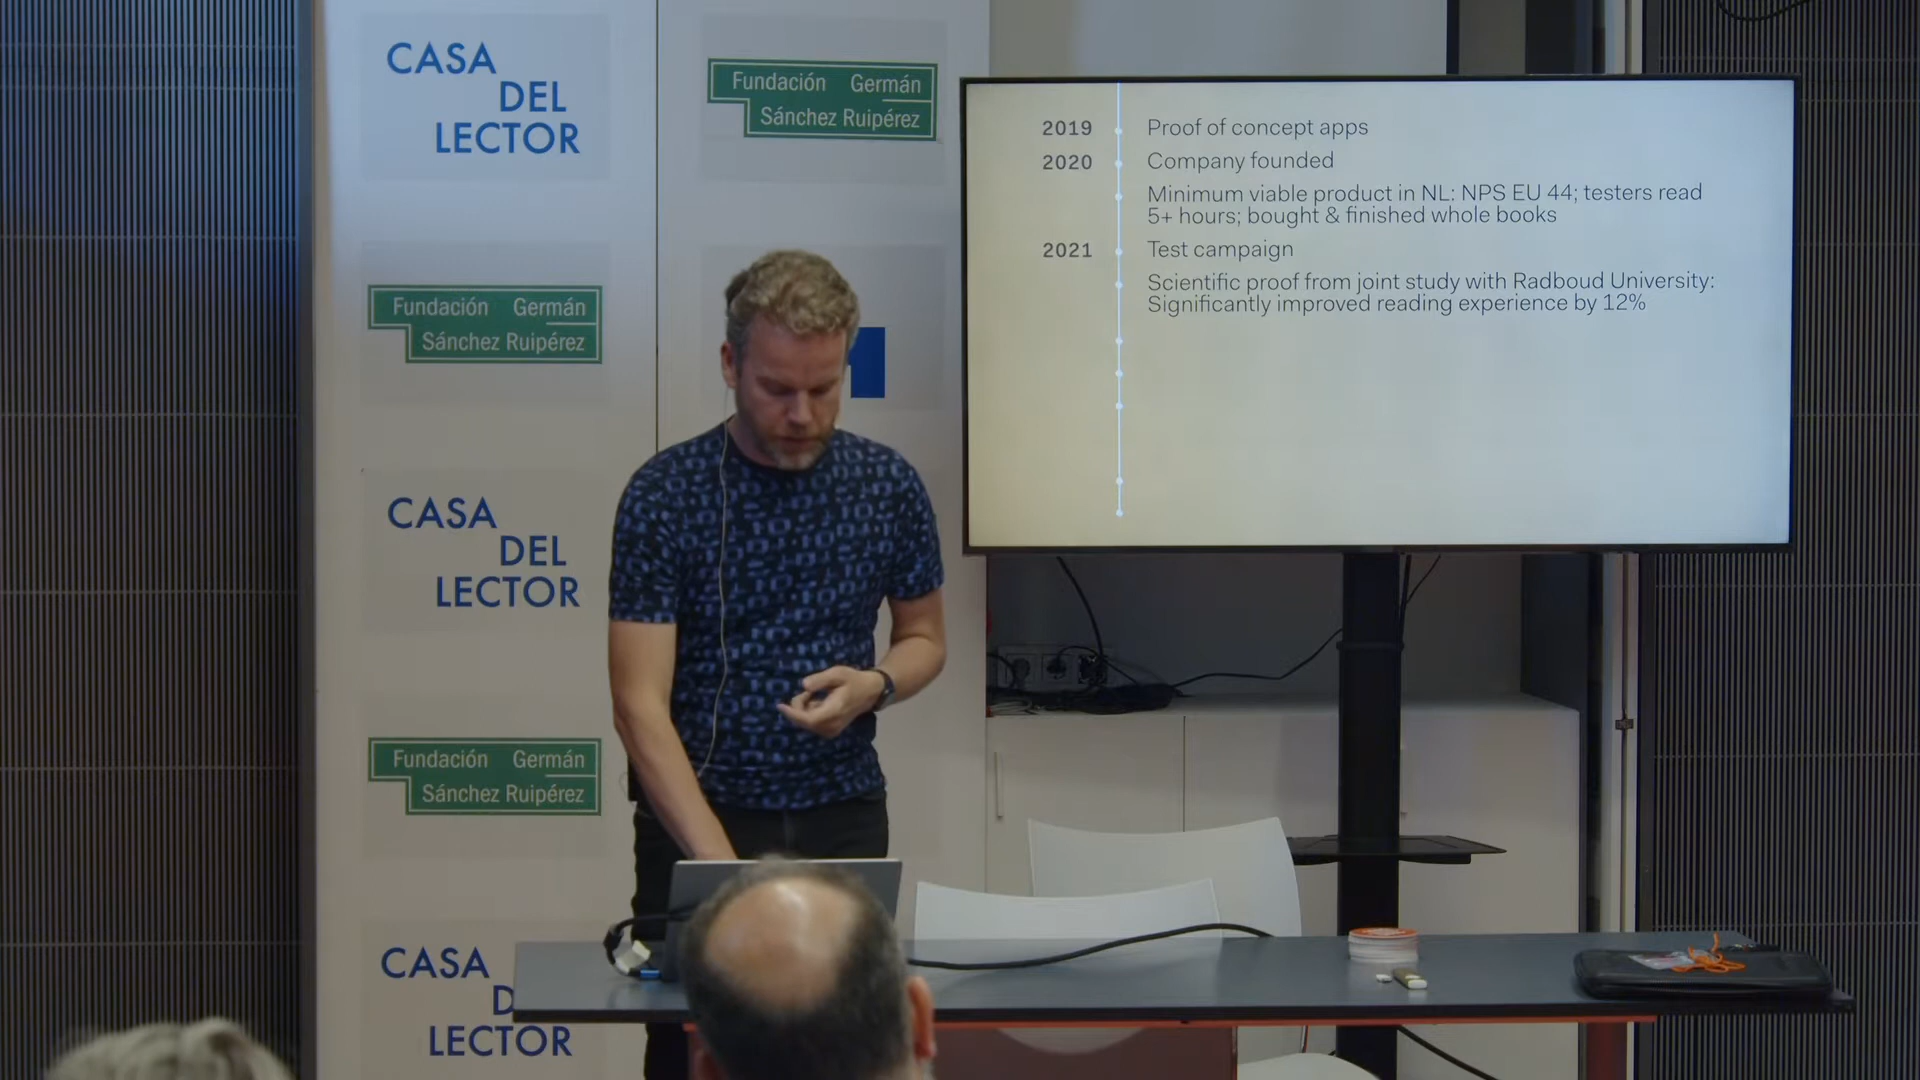 CASA
DEL
LECTOR
Fundación Germán
Sánchez Ruipérez
Fundación Germán
Sánchez Ruipérez
CASA
DEL
LECTOR
Fundación Germán
Sánchez Ruipérez
CASA
D
LECTOR
2019 Proof of concept apps
2020 Company founded
Minimum viable product in NL: NPS EU 44; testers read
5+ hours; bought & finished whole books
2021 Test campaign
Scientific proof from joint study with Radboud University:
Significantly improved reading experience by 12%